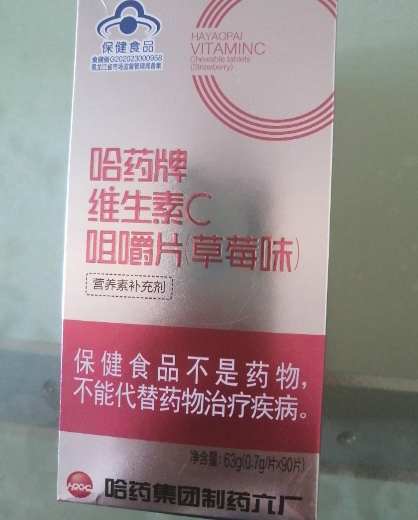 保健食品
食健备G202023000958
黑龙江省市场监督管理局备案
HAYAOPAI
VITAMINC
Chewable tablets
(Strawberry)
哈药牌
维生素C
咀嚼片(草莓味)
营养素补充剂
保健食品不是药物，
不能代替药物治疗疾病。
净含量：63g(0.7g/片×90片)
HPGC
哈药集团制药六厂